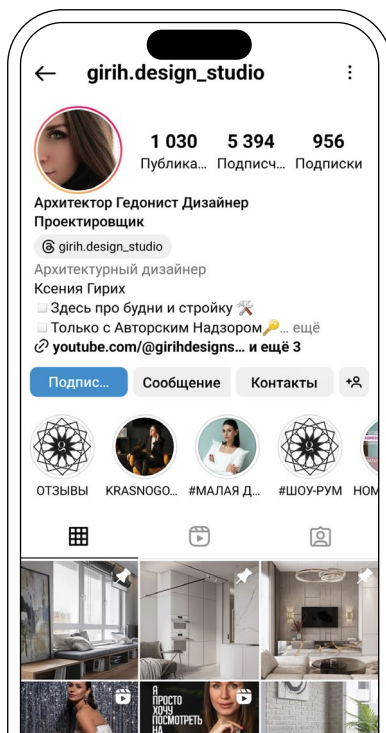 girih.design_studio
1 030 5 394 956
Публика... Подписч... Подписки
Архитектор Гедонист Дизайнер
Проектировщик
girih.design_studio
Архитектурный дизайнер
Ксения Гирих
Здесь про будни и стройку
Только с Авторским Надзором ... ещё
youtube.com/@girihdesigns... и ещё 3
Подпис... Сообщение Контакты
ОТЗЫВЫ KRASNOGO... #МАЛАЯ Д... #ШОУ-РУМ HOM
Я
ПРОСТО
ХОЧУ
ПОСМОТРЕТЬ
НА